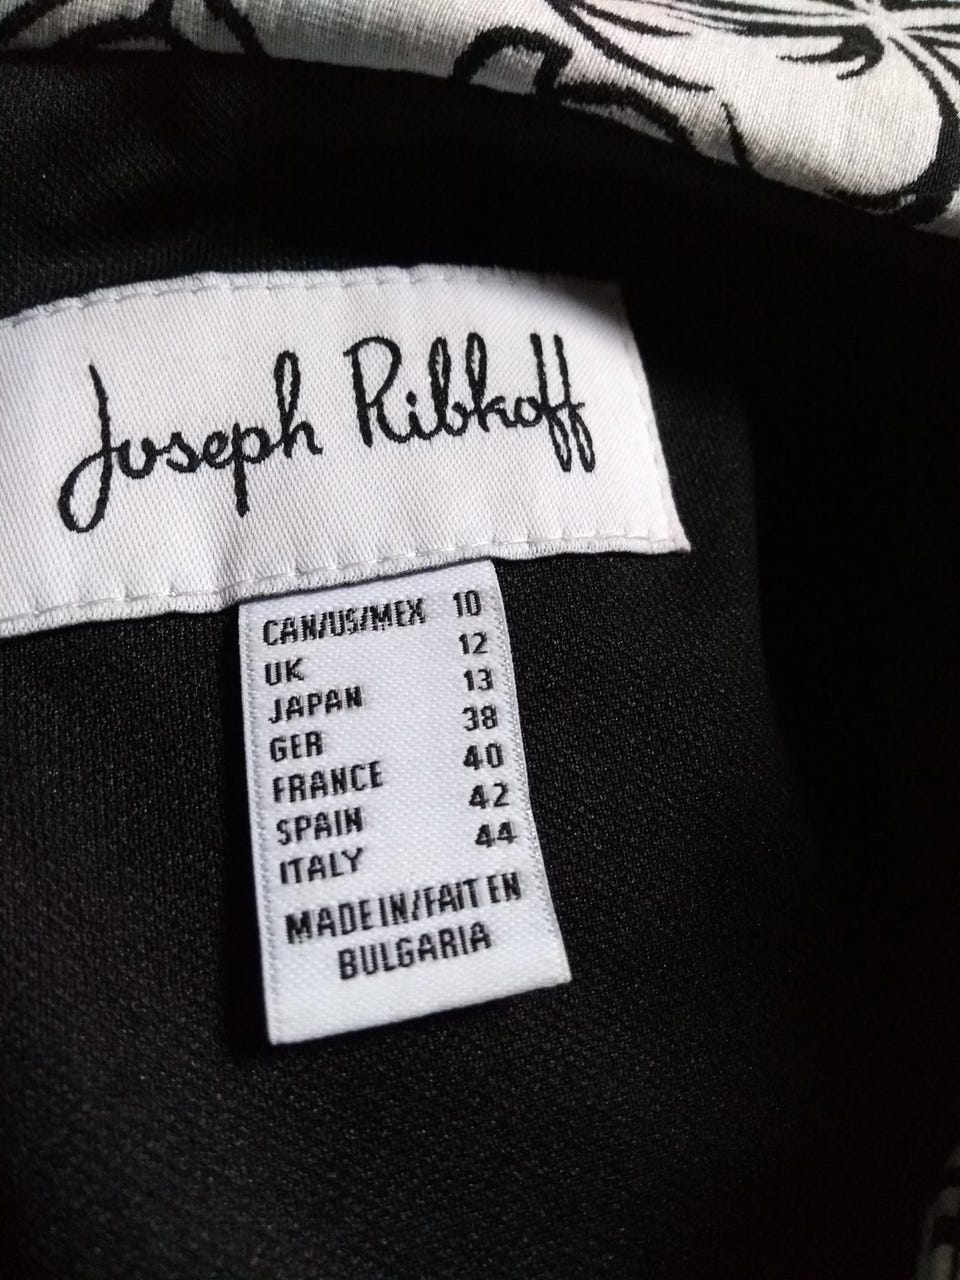 Joseph Ribkoff
CAN/US/MEX 10
UK 12
JAPAN 13
GER 38
FRANCE 40
SPAIN 42
ITALY 44
MADE IN/FAIT EN
BULGARIA